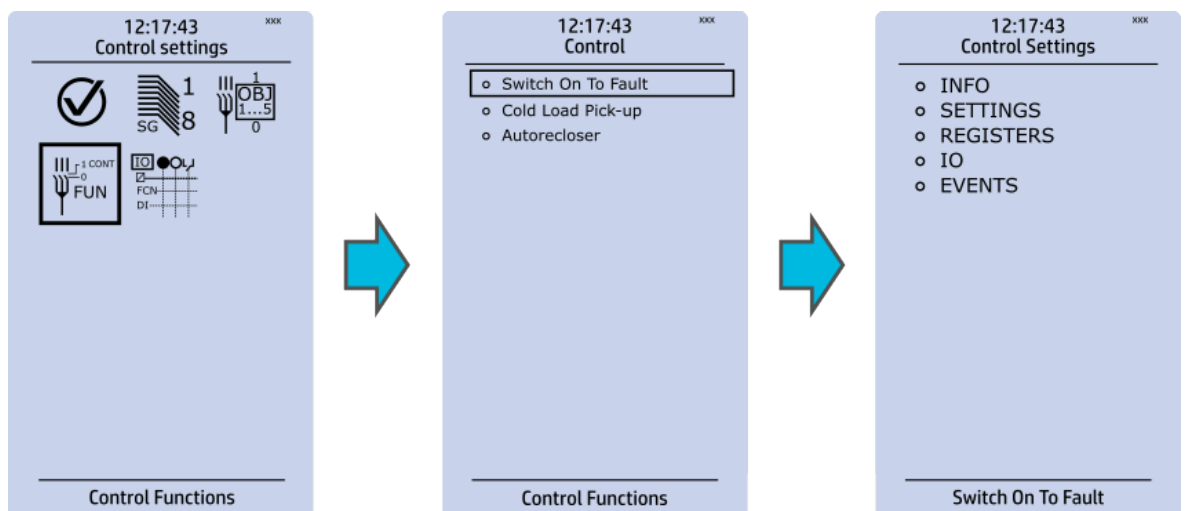 12:17:43 xxx
Control settings
1
SG 8
1
OBJ
1...5
0
1 CONT
0
FUN
IO
FCN
DI
Control Functions
12:17:43 xxx
Control
Switch On To Fault
Cold Load Pick-up
Autorecloser
Control Functions
12:17:43 xxx
Control Settings
INFO
SETTINGS
REGISTERS
IO
EVENTS
Switch On To Fault